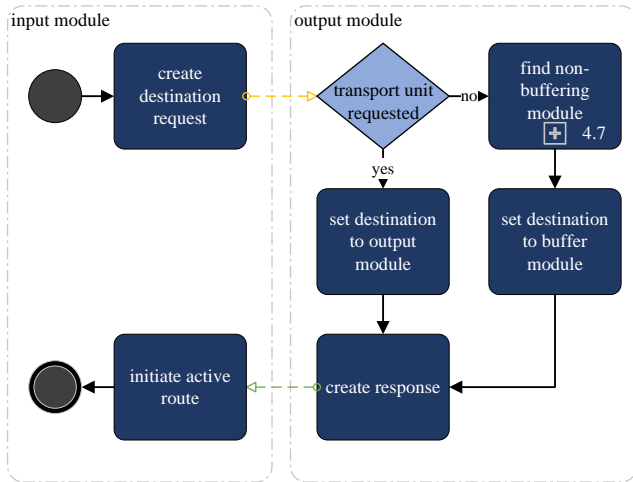 input module
output module
create
destination
request
transport unit
requested
no
find non-
buffering
module
4.7
yes
set destination
to output
module
set destination
to buffer
module
initiate active
route
create response